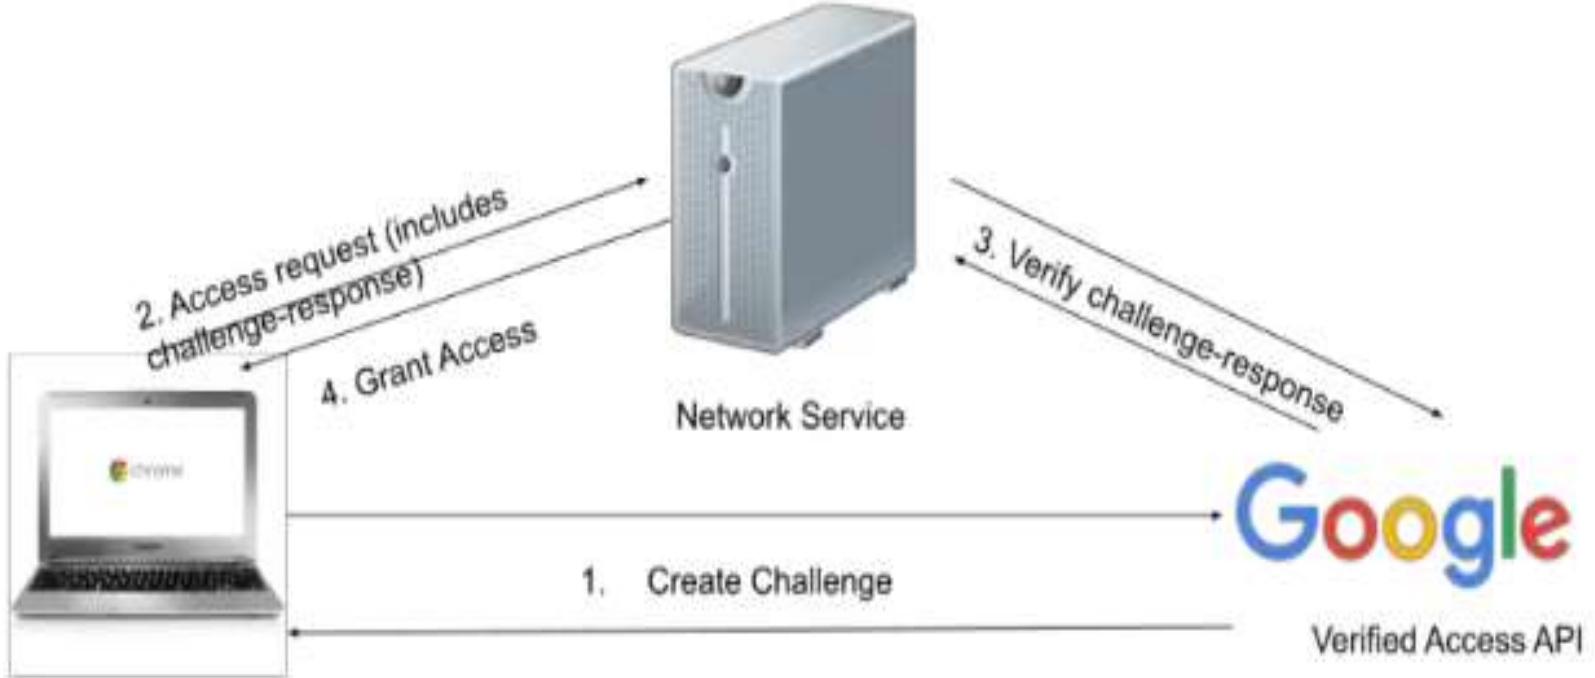 2. Access request (includes
challenge-response)
4. Grant Access
3. Verify challenge-response
Network Service
chrome
Google
1. Create Challenge
Verified Access API